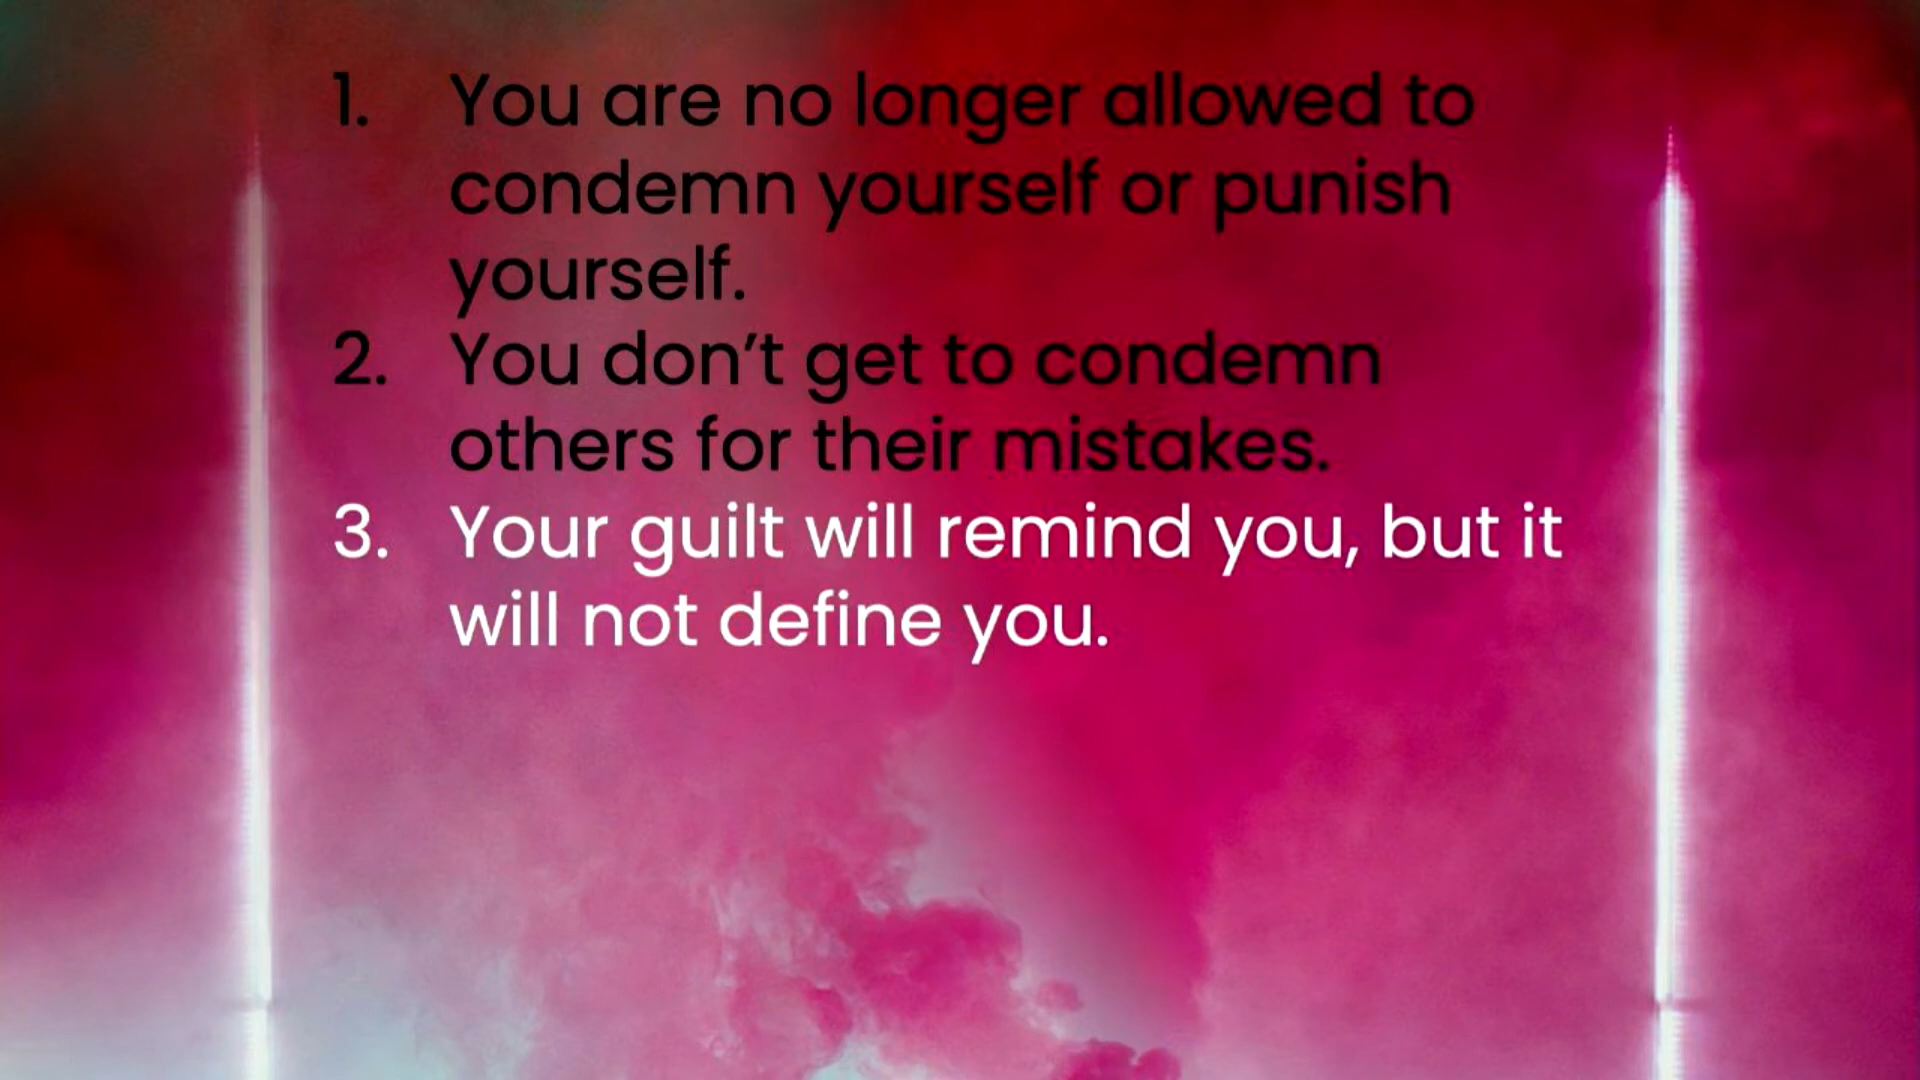 1. You are no longer allowed to
condemn yourself or punish
yourself.
2. You don’t get to condemn
others for their mistakes.
3. Your guilt will remind you, but it
will not define you.